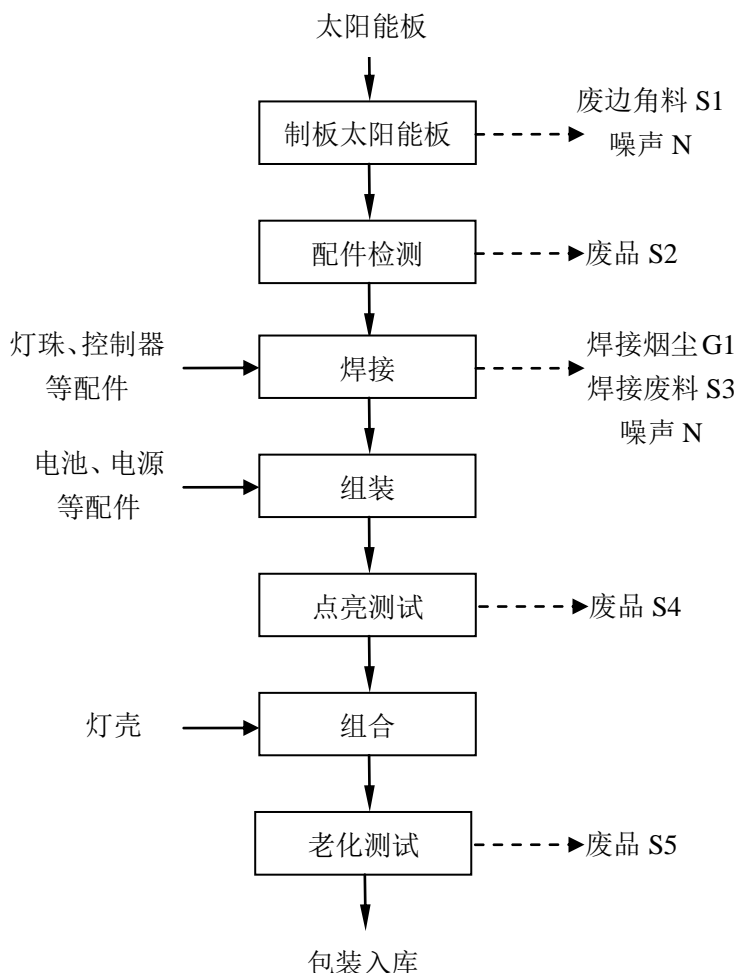 太阳能板
制板太阳能板
废边角料 S1
噪声 N
配件检测
废品 S2
灯珠、控制器
等配件
焊接
焊接烟尘 G1
焊接废料 S3
噪声 N
电池、电源
等配件
组装
点亮测试
废品 S4
灯壳
组合
老化测试
废品 S5
包装入库